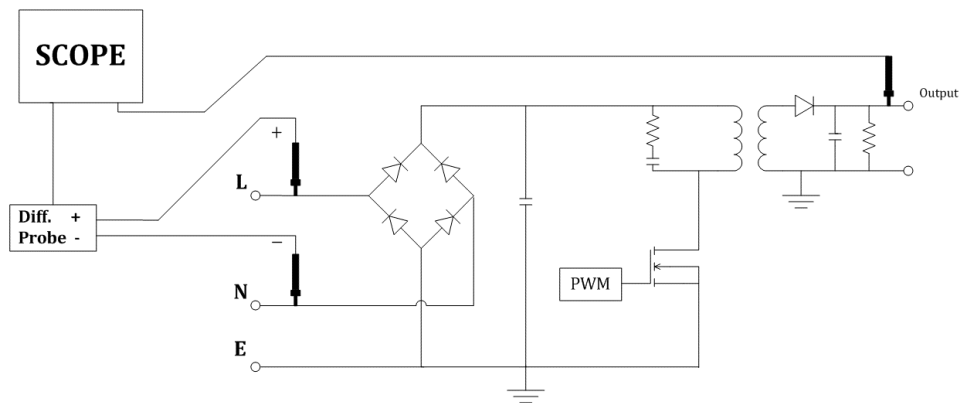 SCOPE
Output
+
L
Diff. +
Probe -
−
PWM
N
E